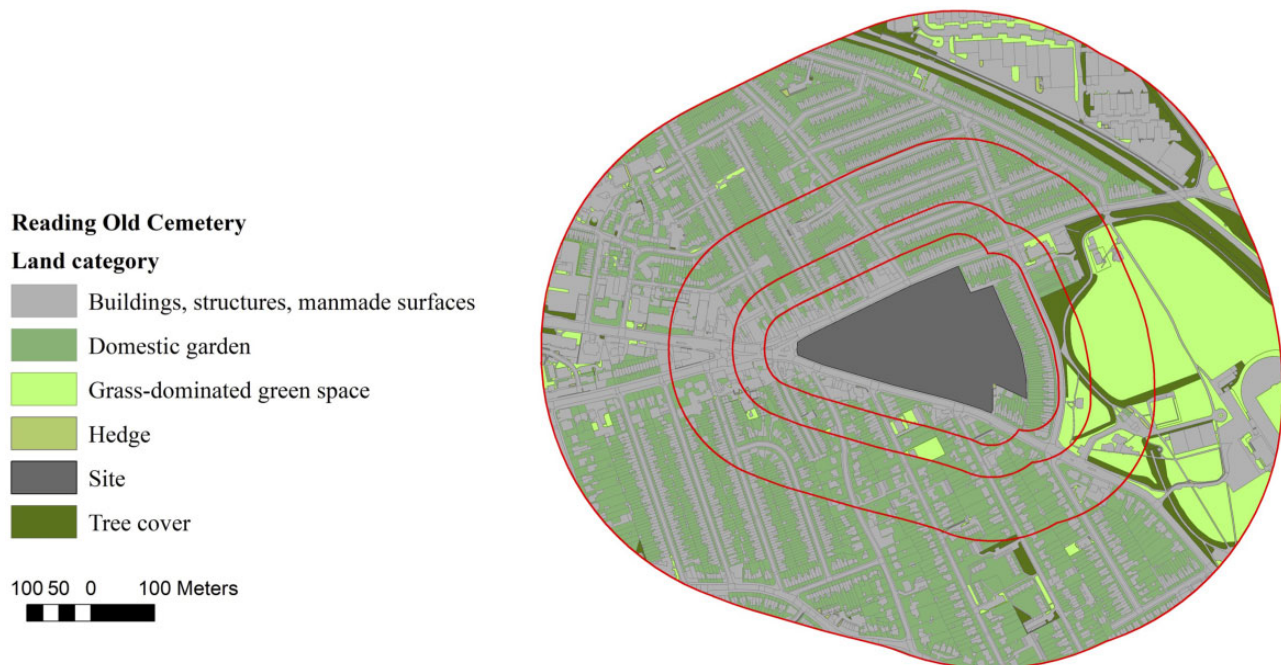 Reading Old Cemetery
Land category
Buildings, structures, manmade surfaces
Domestic garden
Grass-dominated green space
Hedge
Site
Tree cover
100 50 0 100 Meters